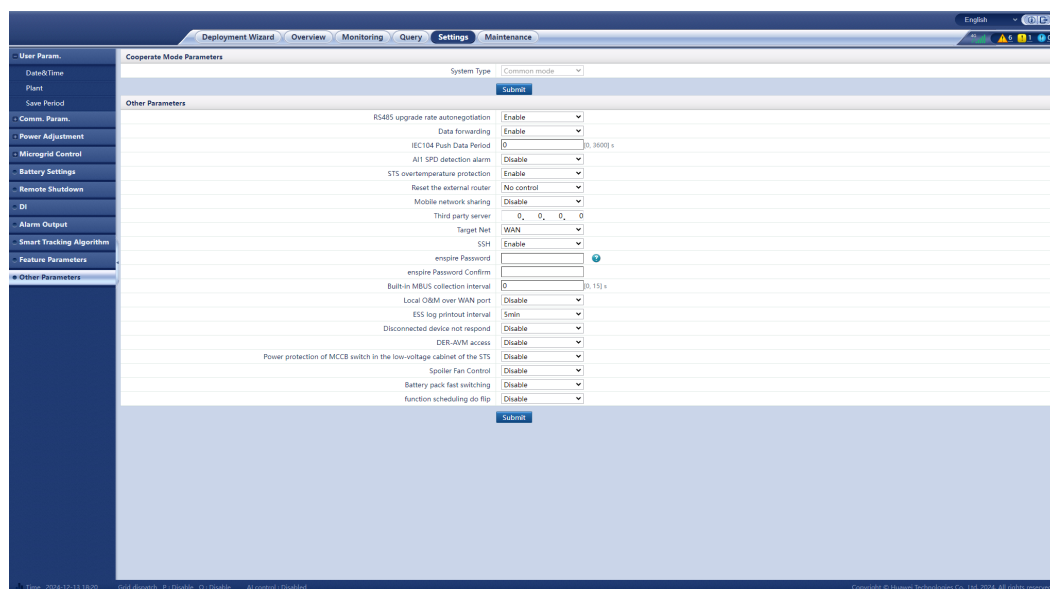 English
Deployment Wizard Overview Monitoring Query Settings Maintenance
4G 6 1
User Param.
Date&Time
Plant
Save Period
Comm. Param.
Power Adjustment
Microgrid Control
Battery Settings
Remote Shutdown
DI
Alarm Output
Smart Tracking Algorithm
Feature Parameters
Other Parameters
Cooperate Mode Parameters
System Type Common mode
Submit
Other Parameters
RS485 upgrade rate autonegotiation Enable
Data forwarding Enable
IEC104 Push Data Period 0 [0, 3600] s
AI1 SPD detection alarm Disable
STS overtemperature protection Enable
Reset the external router No control
Mobile network sharing Disable
Third party server 0. 0. 0. 0
Target Net WAN
SSH Enable
enspire Password
enspire Password Confirm
Built-in MBUS collection interval 0 [0, 15] s
Local O&M over WAN port Disable
ESS log printout interval 5min
Disconnected device not respond Disable
DER-AVM access Disable
Power protection of MCCB switch in the low-voltage cabinet of the STS Disable
Spoiler Fan Control Disable
Battery pack fast switching Disable
function scheduling do flip Disable
Submit
Time 2024-12-13 18:20 Grid dispatch P : Disable Q : Disable AI control : Disabled Copyright © Huawei Technologies Co., Ltd. 2024. All rights reserved